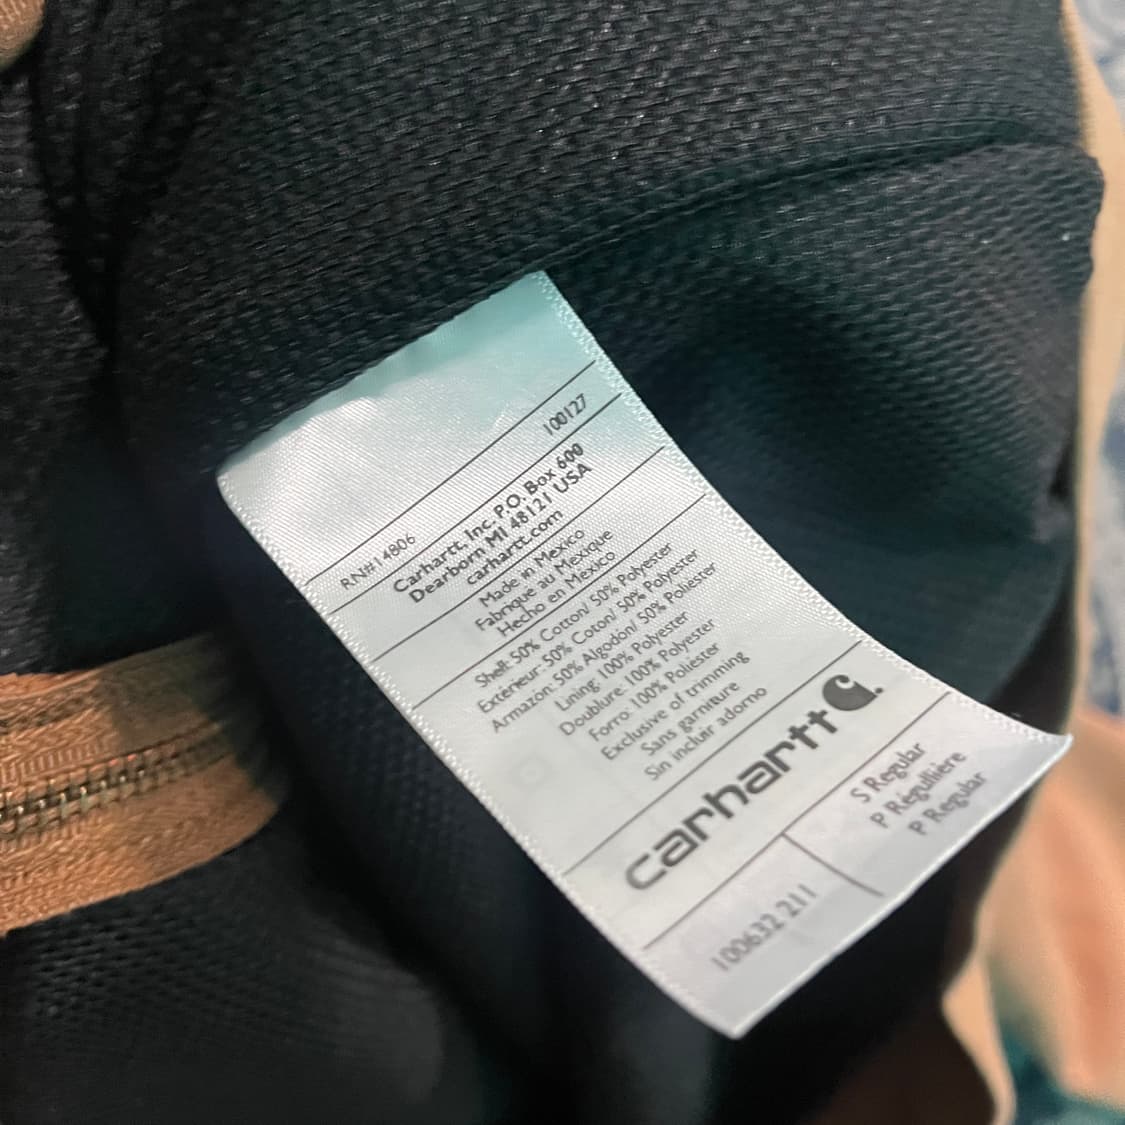 RN#14806 100127
Carhartt, Inc. P.O. Box 600
Dearborn MI 48121 USA
carhartt.com
Made in Mexico
Fabriqué au Mexique
Hecho en Mexico
Shell: 50% Cotton/ 50% Polyester
Extérieur: 50% Coton/ 50% Polyester
Armazón: 50% Algodón/ 50% Poliester
Lining: 100% Polyester
Doublure: 100% Polyester
Forro: 100% Poliester
Exclusive of trimming
Sans garniture
Sin incluir adorno
carhartt
S Regular
P Régulliére
P Regular
100632 211